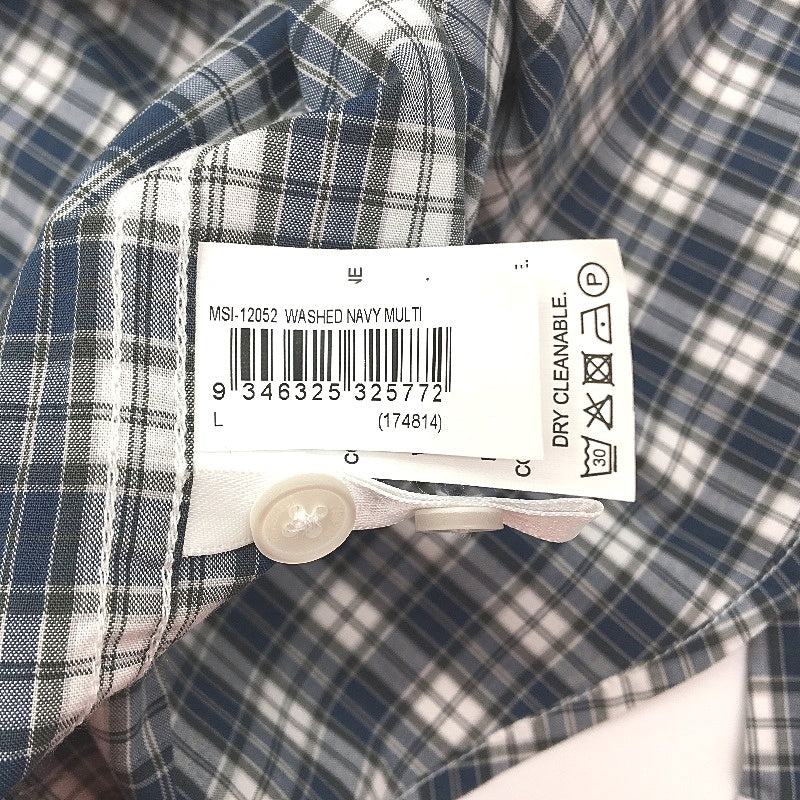 MSI-12052 WASHED NAVY MULTI
9 346325 325772
L (174814)
DRY CLEANABLE.
30 P